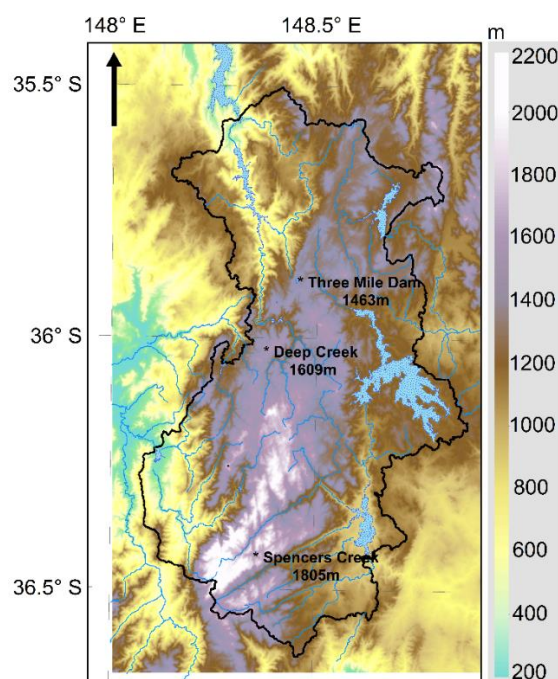 148° E 148.5° E m
35.5° S
2200
2000
1800
1600
* Three Mile Dam
1463m
1400
36° S
* Deep Creek
1609m
1200
1000
800
600
* Spencers Creek
1805m
36.5° S
400
200